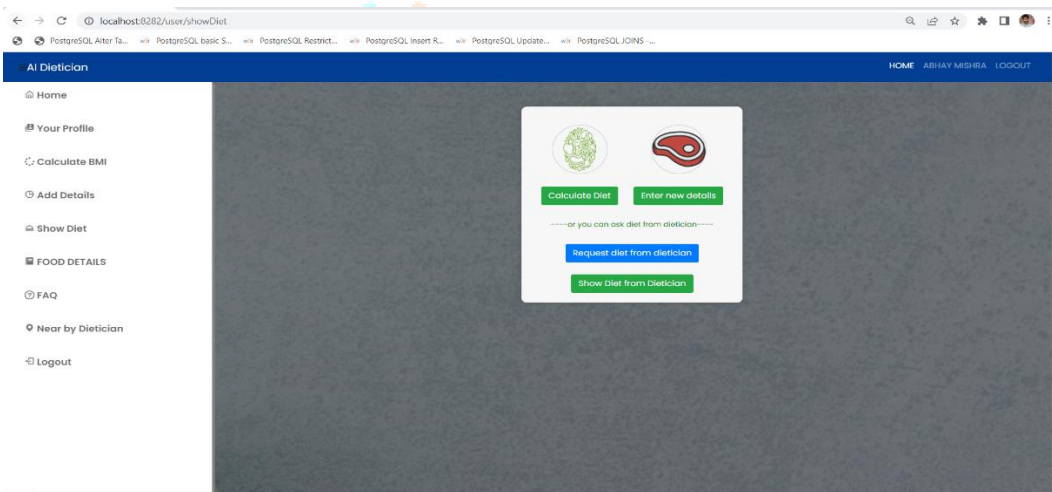 localhost:8282/user/showDiet
PostgreSQL Alter Ta... PostgreSQL basic S... PostgreSQL Restrict... PostgreSQL Insert R... PostgreSQL Update... PostgreSQL JOINS -...
AI Dietician HOME ABHAY MISHRA LOGOUT
Home
Your Profile
Calculate BMI
Add Details
Show Diet
FOOD DETAILS
FAQ
Near by Dietician
Logout
Calculate Diet Enter new details
----or you can ask diet from dietician----
Request diet from dietician
Show Diet from Dietician